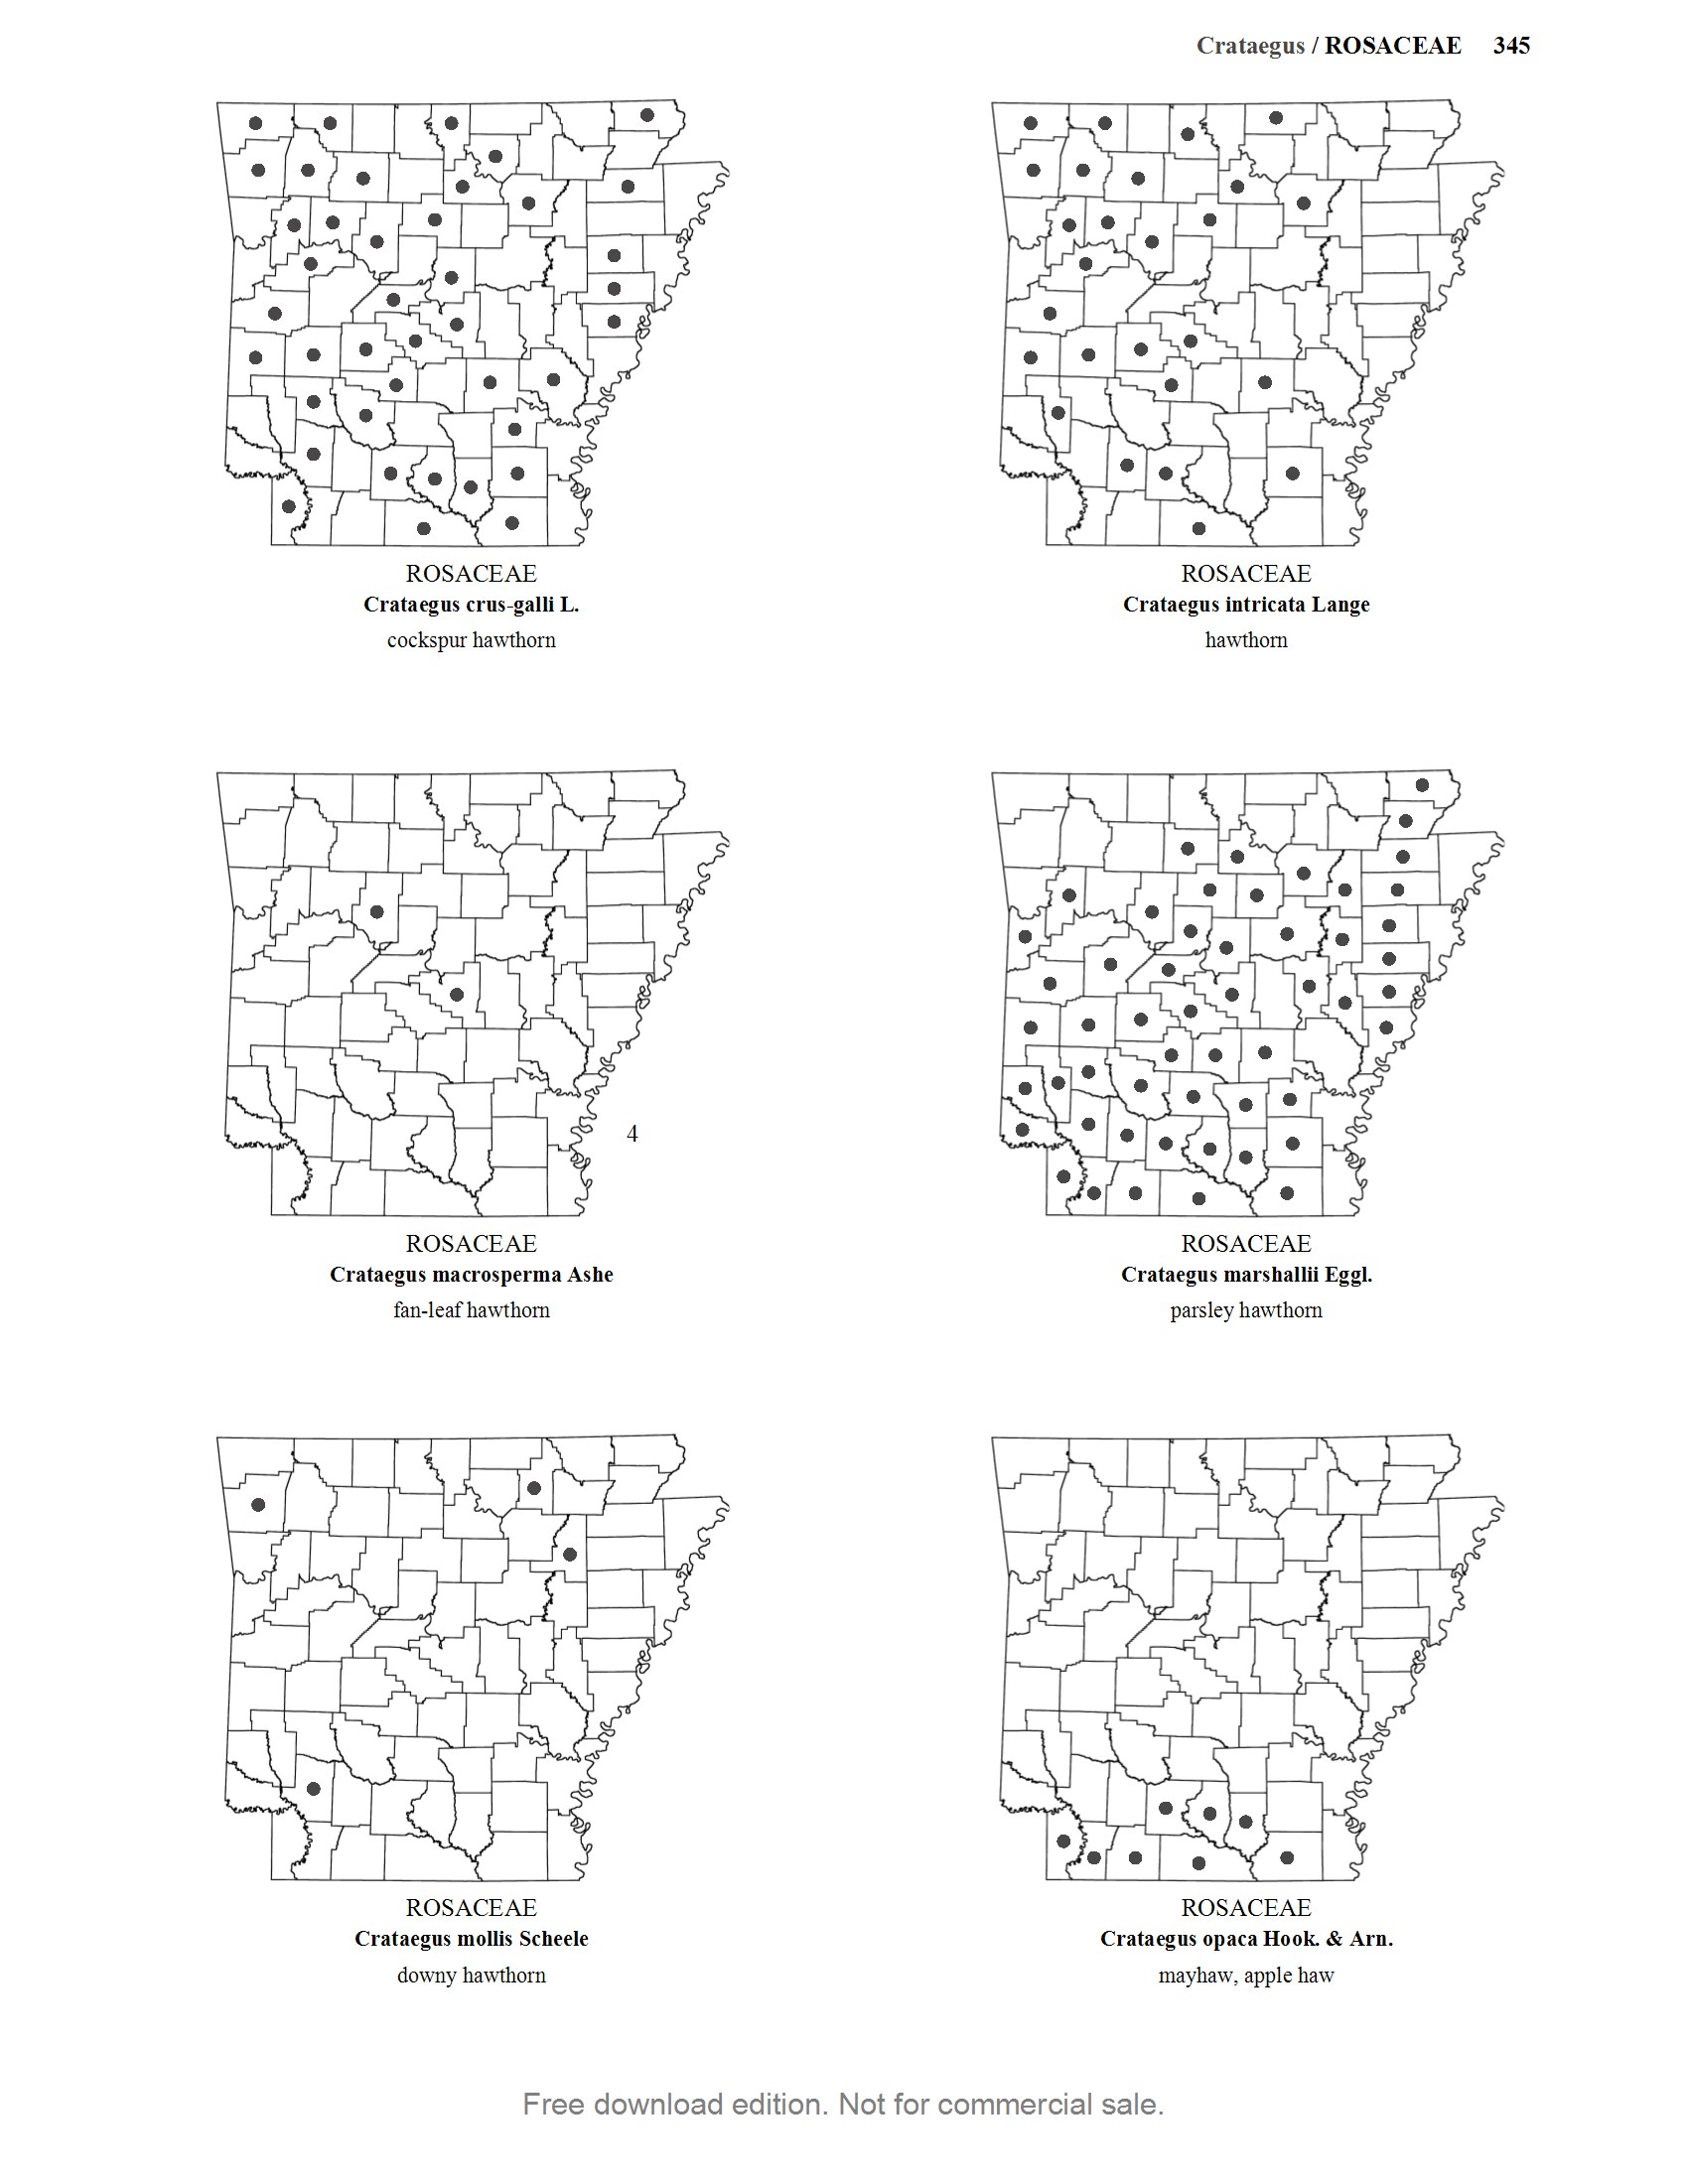 Crataegus / ROSACEAE 345
ROSACEAE
Crataegus crus-galli L.
cockspur hawthorn
ROSACEAE
Crataegus intricata Lange
hawthorn
4
ROSACEAE
Crataegus macrosperma Ashe
fan-leaf hawthorn
ROSACEAE
Crataegus marshallii Eggl.
parsley hawthorn
ROSACEAE
Crataegus mollis Scheele
downy hawthorn
ROSACEAE
Crataegus opaca Hook. & Arn.
mayhaw, apple haw
Free download edition. Not for commercial sale.